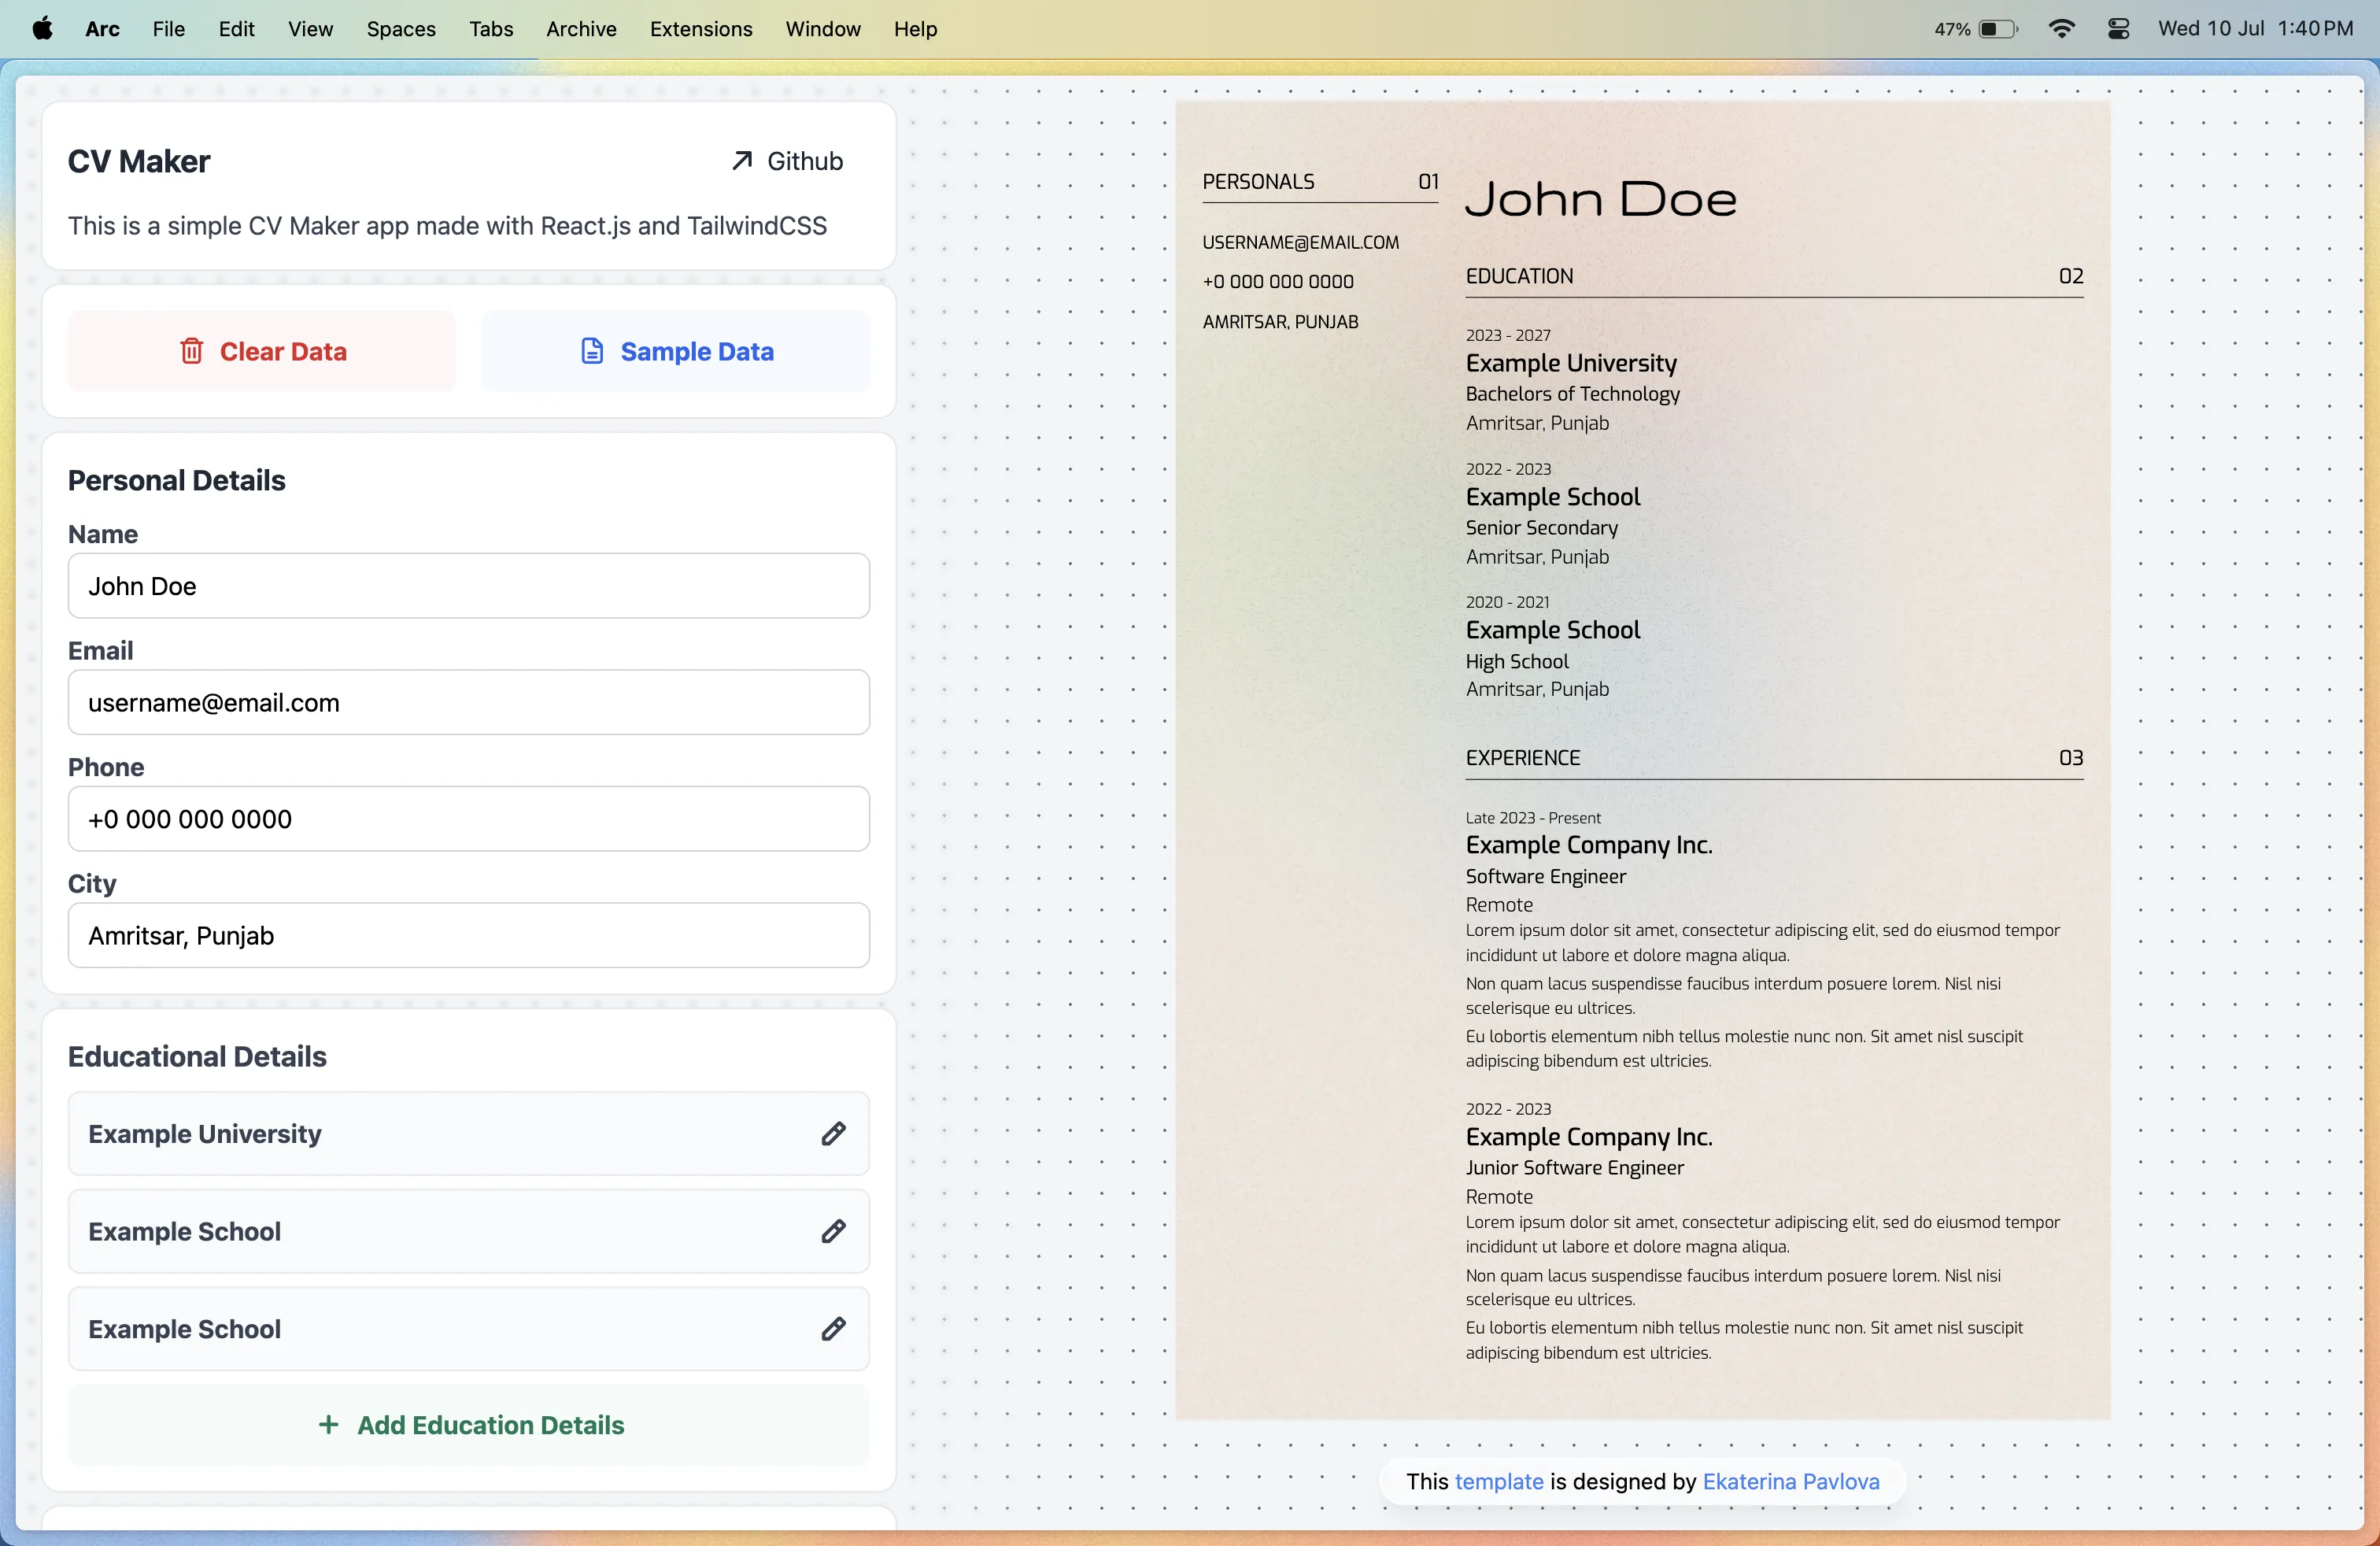 Arc File Edit View Spaces Tabs Archive Extensions Window Help 47% Wed 10 Jul 1:40 PM
CV Maker
Github
This is a simple CV Maker app made with React.js and TailwindCSS
Clear Data
Sample Data
Personal Details
Name
John Doe
Email
username@email.com
Phone
+0 000 000 0000
City
Amritsar, Punjab
Educational Details
Example University
Example School
Example School
+ Add Education Details
PERSONALS 01
USERNAME@EMAIL.COM
+0 000 000 0000
AMRITSAR, PUNJAB
John Doe
EDUCATION 02
2023 - 2027
Example University
Bachelors of Technology
Amritsar, Punjab
2022 - 2023
Example School
Senior Secondary
Amritsar, Punjab
2020 - 2021
Example School
High School
Amritsar, Punjab
EXPERIENCE 03
Late 2023 - Present
Example Company Inc.
Software Engineer
Remote
Lorem ipsum dolor sit amet, consectetur adipiscing elit, sed do eiusmod tempor
incididunt ut labore et dolore magna aliqua.
Non quam lacus suspendisse faucibus interdum posuere lorem. Nisl nisi
scelerisque eu ultrices.
Eu lobortis elementum nibh tellus molestie nunc non. Sit amet nisl suscipit
adipiscing bibendum est ultricies.
2022 - 2023
Example Company Inc.
Junior Software Engineer
Remote
Lorem ipsum dolor sit amet, consectetur adipiscing elit, sed do eiusmod tempor
incididunt ut labore et dolore magna aliqua.
Non quam lacus suspendisse faucibus interdum posuere lorem. Nisl nisi
scelerisque eu ultrices.
Eu lobortis elementum nibh tellus molestie nunc non. Sit amet nisl suscipit
adipiscing bibendum est ultricies.
This template is designed by Ekaterina Pavlova